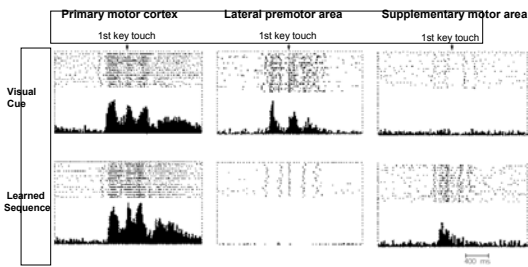 Primary motor cortex Lateral premotor area Supplementary motor area
1st key touch 1st key touch 1st key touch
Visual
Cue
Learned
Sequence
400 ms